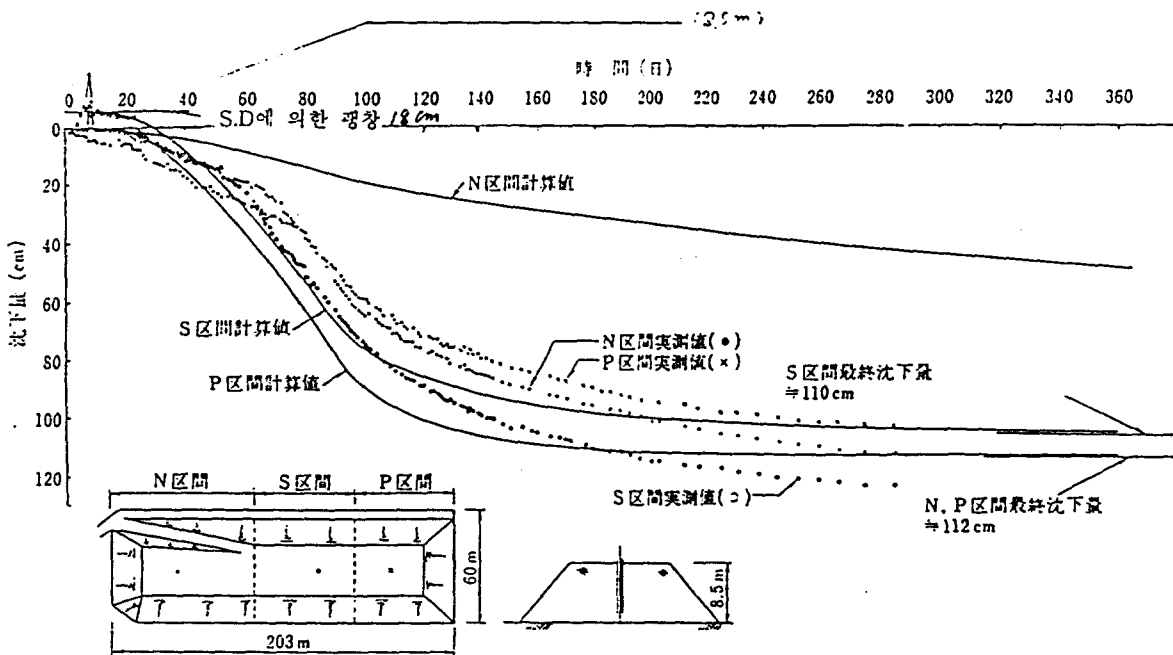 時 間 (日)
0 20 40 60 80 100 120 140 160 180 200 220 240 260 280 300 320 340 360
S.D에 의한 팽창 18cm
0
20
40
60
80
100
120
沈下量 (cm)
N区間計算値
S区間計算値
P区間計算値
N区間実測値(•)
P区間実測値(×)
S区間最終沈下量
≒110cm
S区間実測値(
N, P区間最終沈下量
≒112cm
N区間 S区間 P区間
60m
203m
8.5m